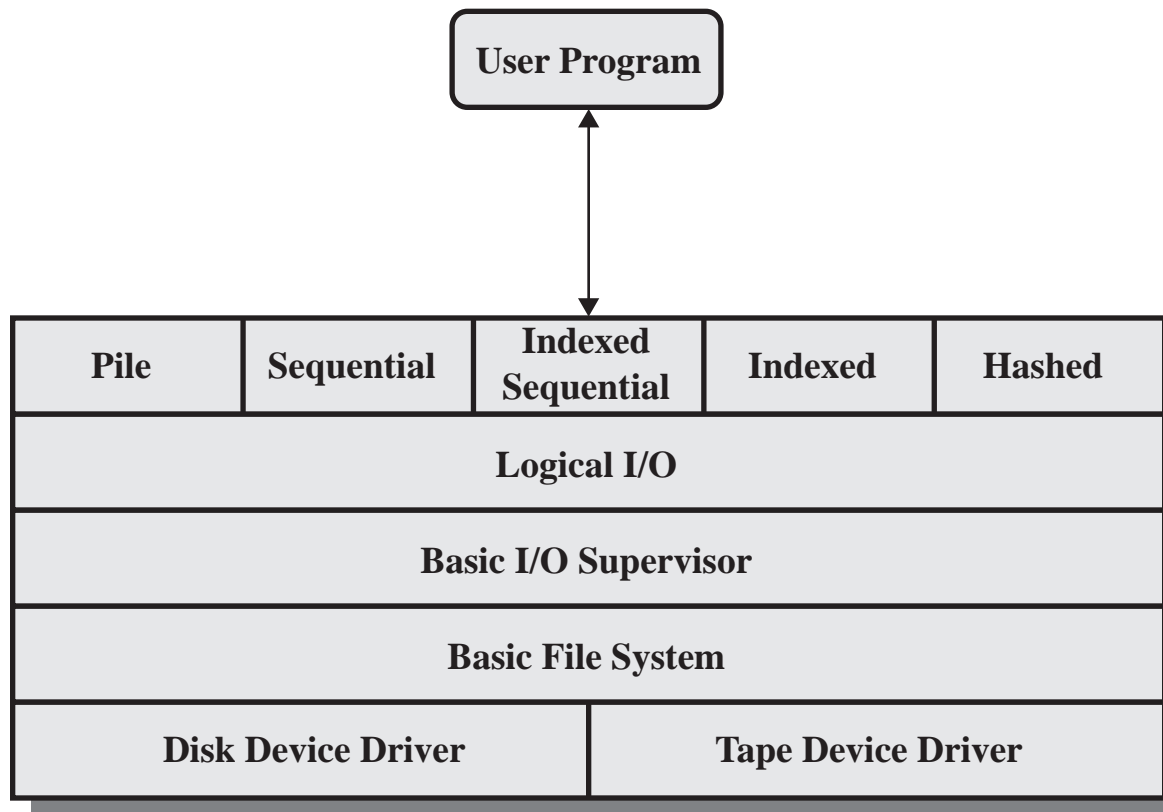 User Program
Pile
Sequential
Indexed
Sequential
Indexed
Hashed
Logical I/O
Basic I/O Supervisor
Basic File System
Disk Device Driver
Tape Device Driver